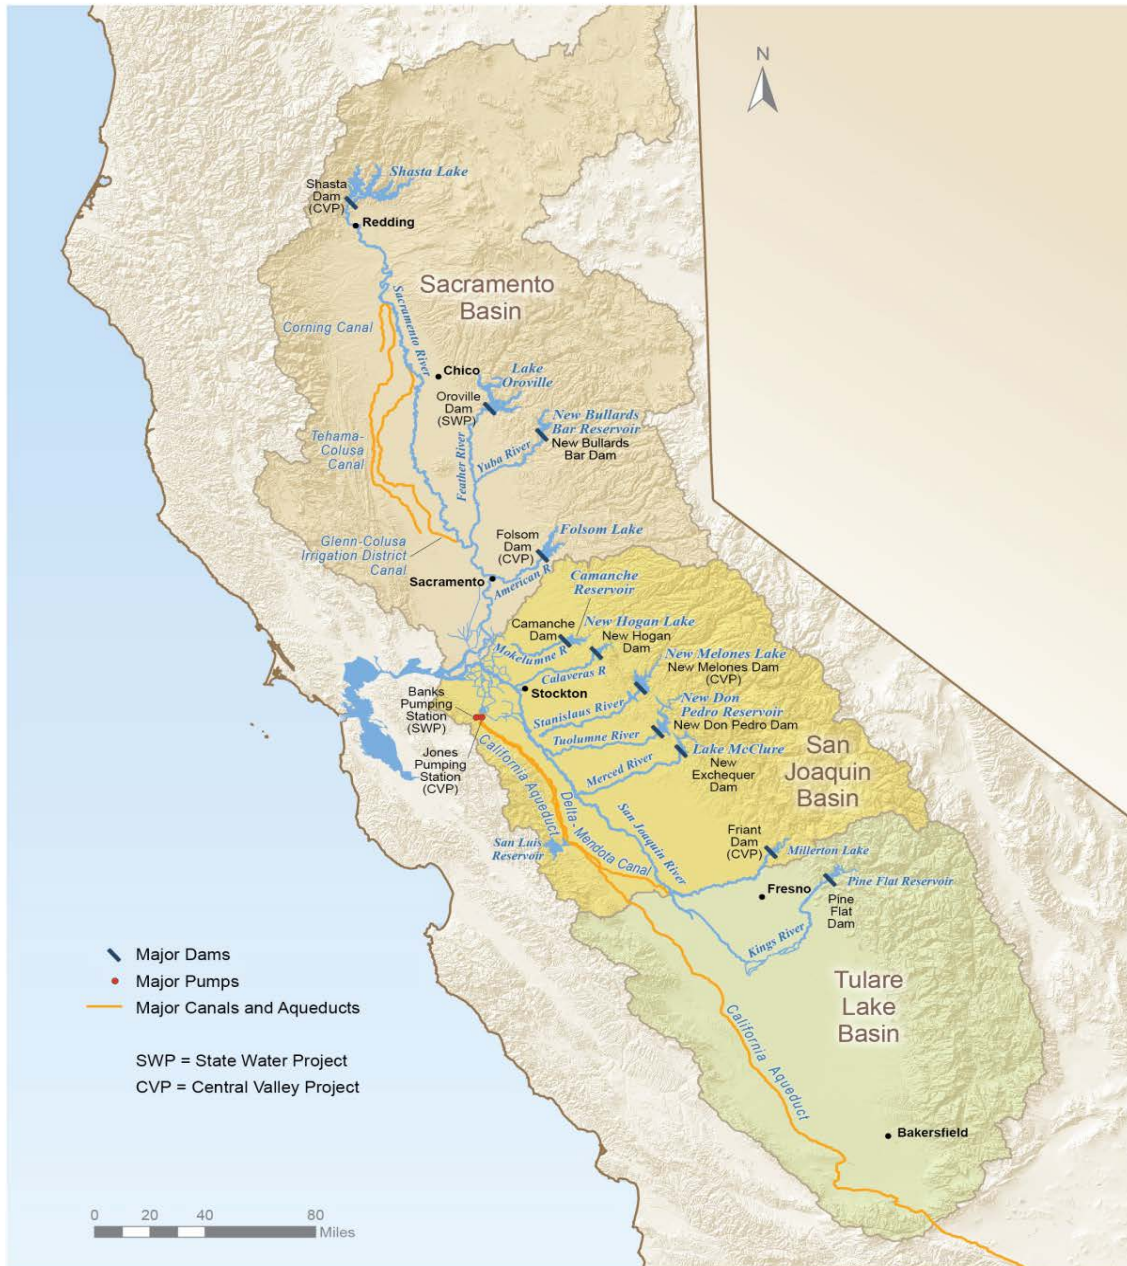 N
Shasta Lake
Shasta
Dam
(CVP)
Redding
Sacramento
Basin
Sacramento River
Corning Canal
Chico
Lake
Oroville
Oroville
Dam
(SWP)
New Bullards
Bar Reservoir
New Bullards
Bar Dam
Feather River
Yuba River
Tehama-
Colusa
Canal
Glenn-Colusa
Irrigation District
Canal
Folsom
Dam
(CVP)
Folsom Lake
Sacramento
American R
Camanche
Reservoir
Camanche
Dam
New Hogan Lake
New Hogan
Dam
Mokelumne R
Calaveras R
New Melones Lake
New Melones Dam
(CVP)
Stockton
Banks
Pumping
Station
(SWP)
Stanislaus River
New Don
Pedro Reservoir
New Don Pedro Dam
Tuolumne River
Jones
Pumping
Station
(CVP)
Lake McClure
New
Exchequer
Dam
Merced River
San
Joaquin
Basin
California Aqueduct
Delta-Mendota Canal
San Joaquin River
San Luis
Reservoir
Friant
Dam
(CVP)
Millerton Lake
Fresno
Pine Flat Reservoir
Pine
Flat
Dam
Kings River
Tulare
Lake
Basin
California Aqueduct
Bakersfield
Major Dams
Major Pumps
Major Canals and Aqueducts
SWP = State Water Project
CVP = Central Valley Project
0 20 40 80
Miles